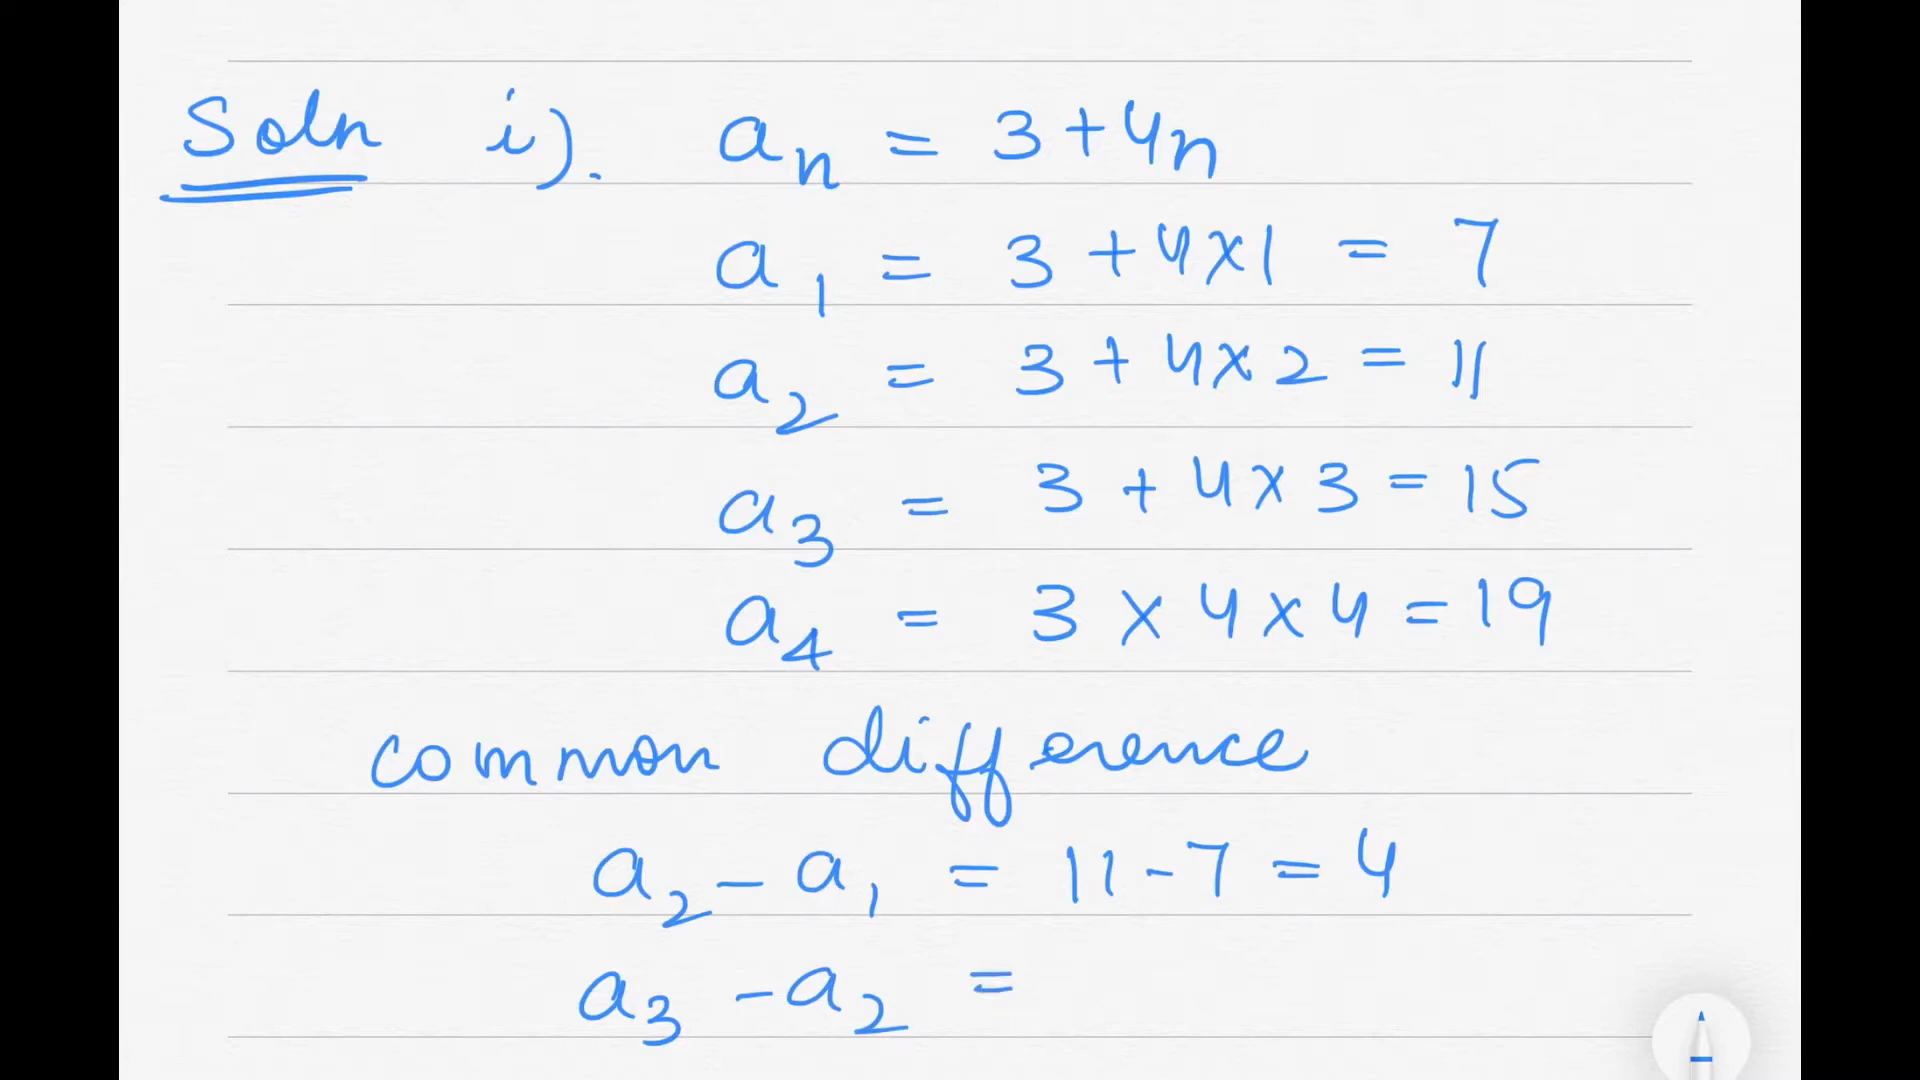 Soln i). aₙ = 3 + 4n
a₁ = 3 + 4 × 1 = 7
a₂ = 3 + 4 × 2 = 11
a₃ = 3 + 4 × 3 = 15
a₄ = 3 × 4 × 4 = 19
common difference
a₂ - a₁ = 11 - 7 = 4
a₃ - a₂ =